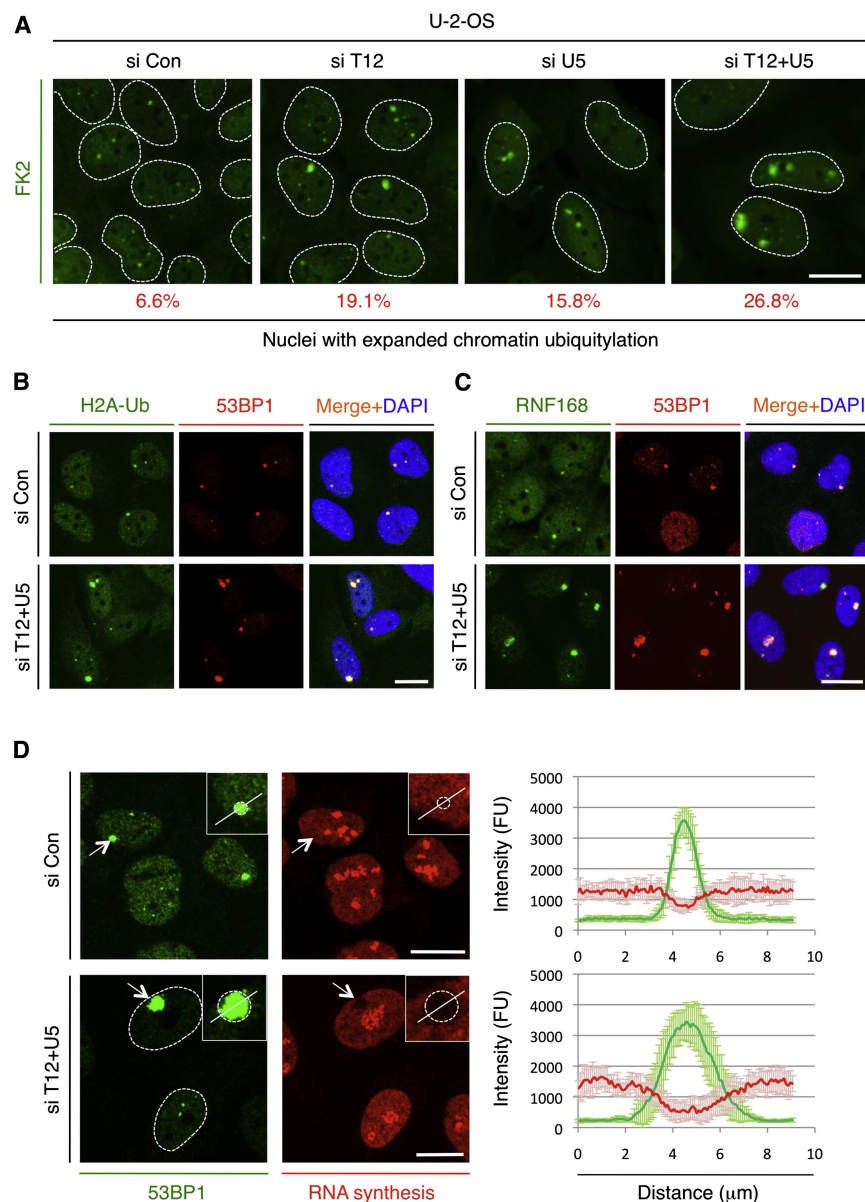 A
U-2-OS
si Con
si T12
si U5
si T12+U5
FK2
6.6%
19.1%
15.8%
26.8%
Nuclei with expanded chromatin ubiquitylation
B
H2A-Ub
53BP1
Merge+DAPI
si Con
si T12+U5
C
RNF168
53BP1
Merge+DAPI
si Con
si T12+U5
D
si Con
si T12+U5
53BP1
RNA synthesis
Intensity (FU)
5000
4000
3000
2000
1000
0
0 2 4 6 8 10
Intensity (FU)
5000
4000
3000
2000
1000
0
0 2 4 6 8 10
Distance (μm)